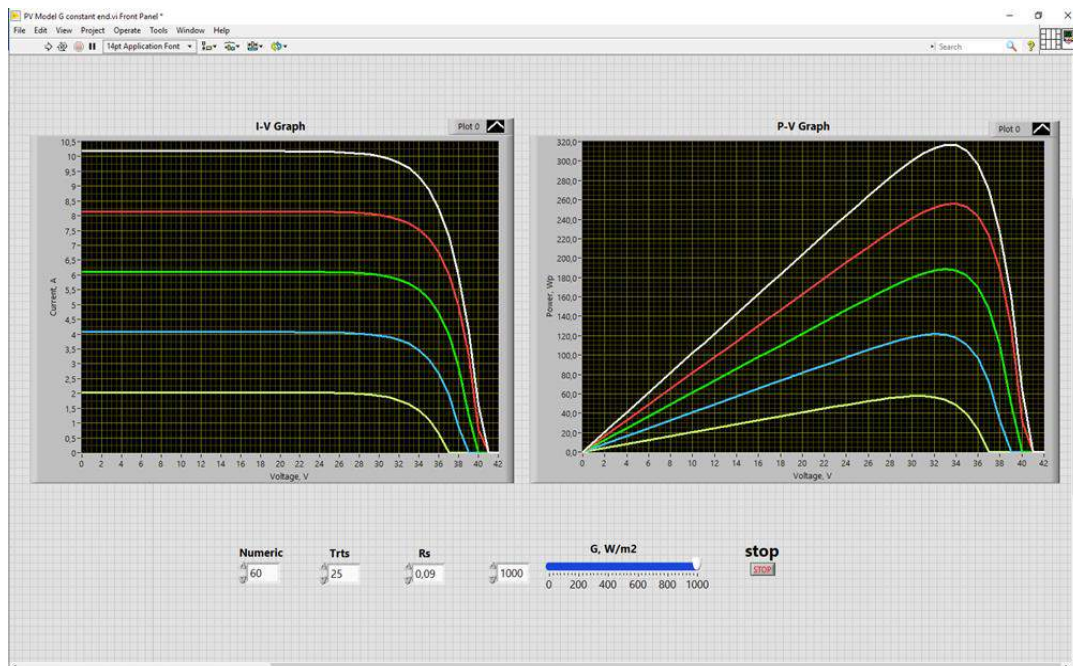 PV Model G constant end.vi Front Panel *
File Edit View Project Operate Tools Window Help
14pt Application Font
Search
I-V Graph
Plot 0
10,5
10
9
8
7,5
7
6,5
6
5,5
5
4,5
4
3,5
3
2,5
2
1,5
1
0,5
0
Current, A
0 2 4 6 8 10 12 14 16 18 20 22 24 26 28 30 32 34 36 38 40 42
Voltage, V
P-V Graph
Plot 0
320,0
300,0
280,0
260,0
240,0
220,0
200,0
180,0
160,0
140,0
120,0
100,0
80,0
60,0
40,0
20,0
0,0
Power, Wp
0 2 4 6 8 10 12 14 16 18 20 22 24 26 28 30 32 34 36 38 40 42
Voltage, V
Numeric
60
Trts
25
Rs
0,09
1000
G, W/m2
0 200 400 600 800 1000
stop
STOP